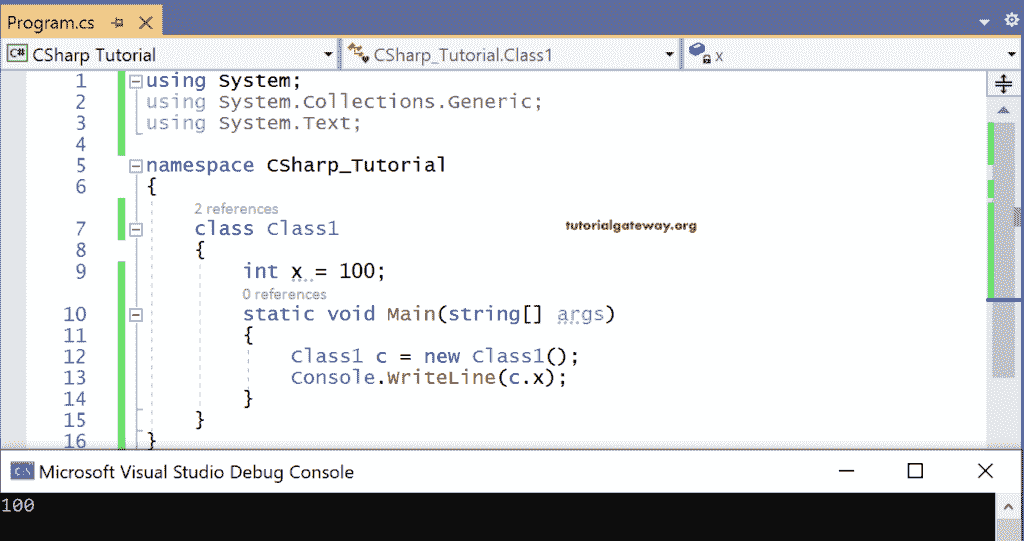 Program.cs
C# CSharp Tutorial CSharp_Tutorial.Class1 x
1 using System;
2 using System.Collections.Generic;
3 using System.Text;
4
5 namespace CSharp_Tutorial
6 {
2 references
7 class Class1
tutorialgateway.org
8 {
9 int x = 100;
0 references
10 static void Main(string[] args)
11 {
12 Class1 c = new Class1();
13 Console.WriteLine(c.x);
14 }
15 }
16 }
C:\ Microsoft Visual Studio Debug Console
100